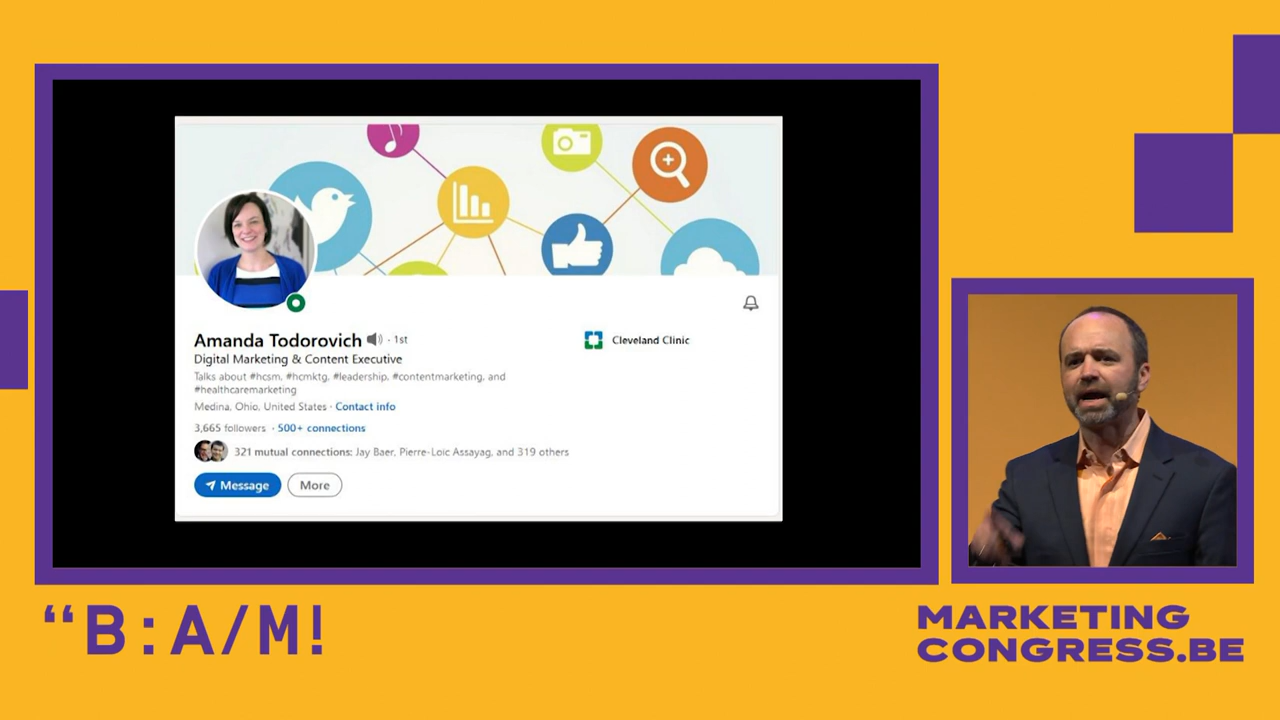 Amanda Todorovich · 1st
Cleveland Clinic
Digital Marketing & Content Executive
Talks about #hcsm, #hcmktg, #leadership, #contentmarketing, and
#healthcaremarketing
Medina, Ohio, United States · Contact info
3,665 followers · 500+ connections
321 mutual connections: Jay Baer, Pierre-Loic Assayag, and 319 others
Message
More
“B:A/M!
MARKETING
CONGRESS.BE